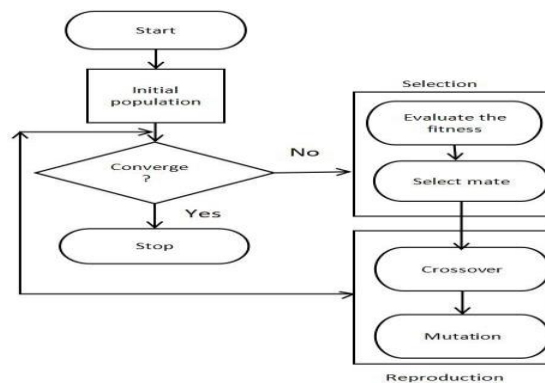 Start
Initial
population
Converge
?
No
Yes
Stop
Selection
Evaluate the
fitness
Select mate
Crossover
Mutation
Reproduction